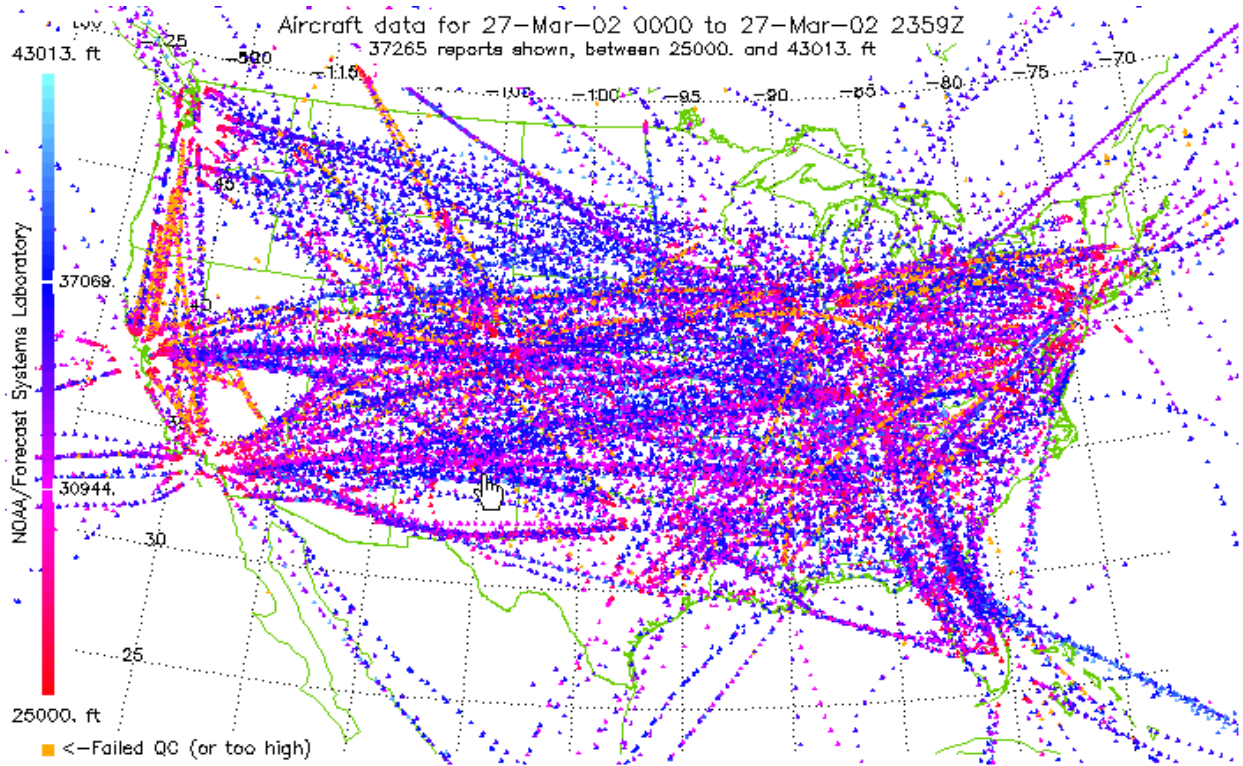 Aircraft data for 27-Mar-02 0000 to 27-Mar-02 2359Z
37265 reports shown, between 25000. and 43013. ft
43013. ft
-115
-100
-95
-90
-85
-80
-75
-70
45
40
37069.
NOAA/Forecast Systems Laboratory
35
30944.
30
25
25000. ft
<-Failed QC (or too high)